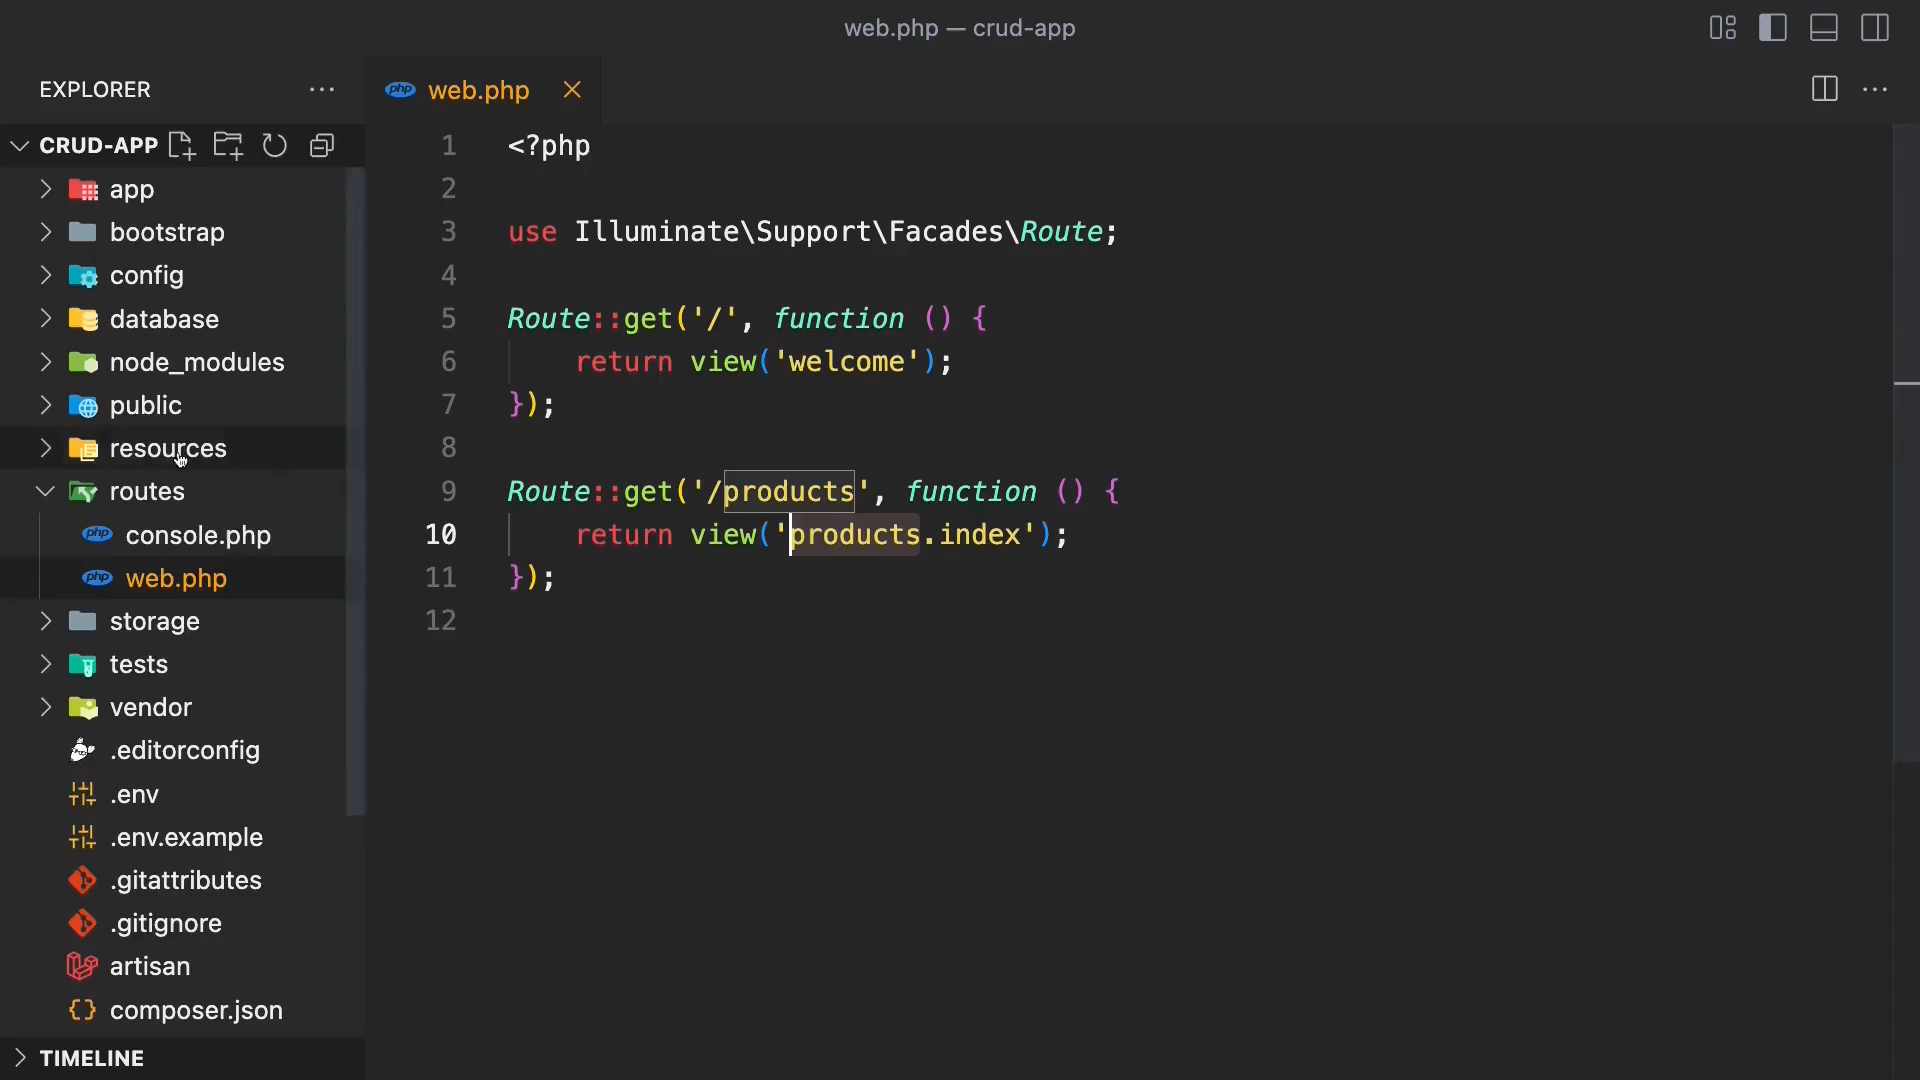 web.php — crud-app
EXPLORER
CRUD-APP
app
bootstrap
config
database
node_modules
public
resources
routes
php console.php
php web.php
storage
tests
vendor
.editorconfig
.env
.env.example
.gitattributes
.gitignore
artisan
{} composer.json
TIMELINE
php web.php
1 <?php
2
3 use Illuminate\Support\Facades\Route;
4
5 Route::get('/', function () {
6     return view('welcome');
7 });
8
9 Route::get('/products', function () {
10     return view('products.index');
11 });
12